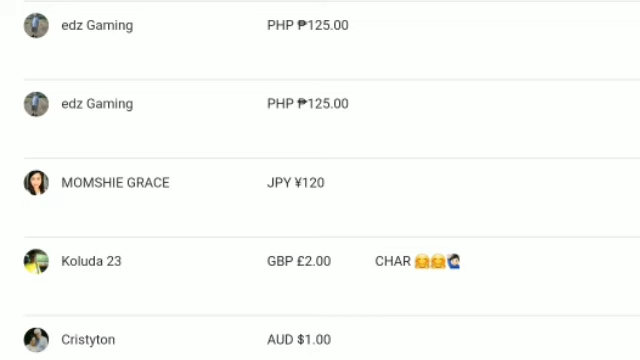 edz Gaming PHP ₱125.00
edz Gaming PHP ₱125.00
MOMSHIE GRACE JPY ¥120
Koluda 23 GBP £2.00 CHAR 🤗🤗🤦🏻
Cristyton AUD $1.00